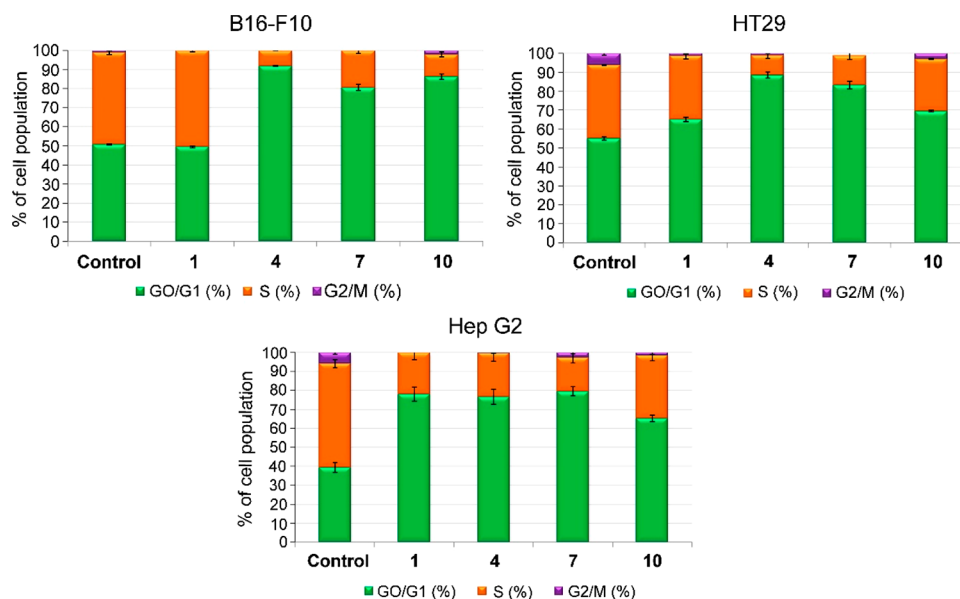 B16-F10
% of cell population
100
90
80
70
60
50
40
30
20
10
0
Control 1 4 7 10
GO/G1 (%) S (%) G2/M (%)
HT29
% of cell population
100
90
80
70
60
50
40
30
20
10
0
Control 1 4 7 10
GO/G1 (%) S (%) G2/M (%)
Hep G2
% of cell population
100
90
80
70
60
50
40
30
20
10
0
Control 1 4 7 10
GO/G1 (%) S (%) G2/M (%)